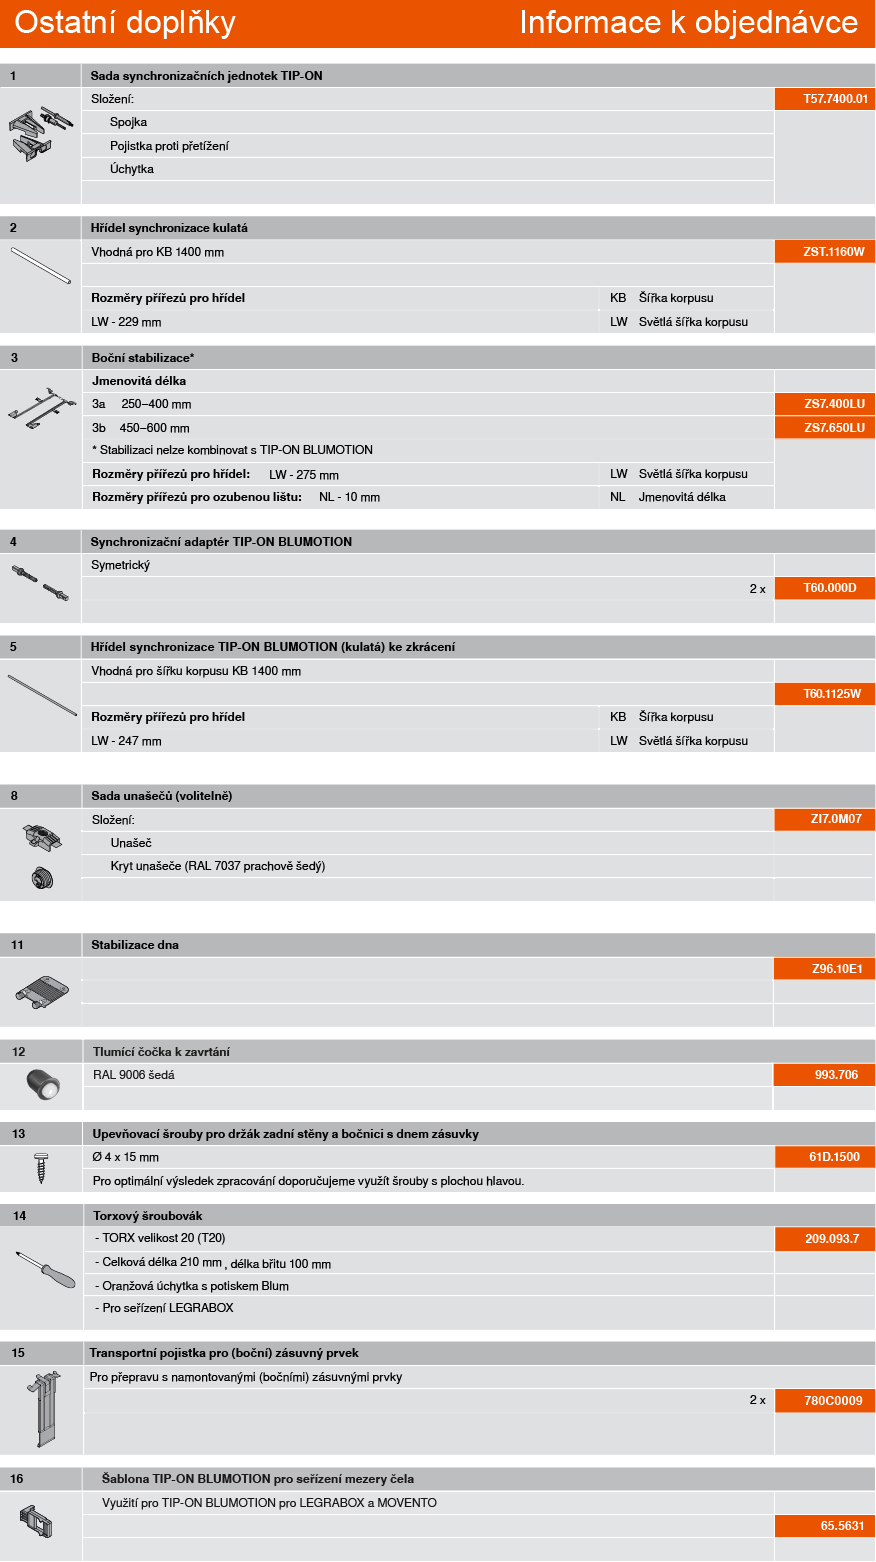 Ostatní doplňky
Informace k objednávce
1 Sada synchronizačních jednotek TIP-ON
Složení: T57.7400.01
Spojka
Pojistka proti přetížení
Úchytka
2 Hřídel synchronizace kulatá
Vhodná pro KB 1400 mm ZST.1160W
Rozměry přířezů pro hřídel KB Šířka korpusu
LW - 229 mm LW Světlá šířka korpusu
3 Boční stabilizace*
Jmenovitá délka
3a 250–400 mm ZS7.400LU
3b 450–600 mm ZS7.650LU
* Stabilizaci nelze kombinovat s TIP-ON BLUMOTION
Rozměry přířezů pro hřídel: LW - 275 mm LW Světlá šířka korpusu
Rozměry přířezů pro ozubenou lištu: NL - 10 mm NL Jmenovitá délka
4 Synchronizační adaptér TIP-ON BLUMOTION
Symetrický
2 x T60.000D
5 Hřídel synchronizace TIP-ON BLUMOTION (kulatá) ke zkrácení
Vhodná pro šířku korpusu KB 1400 mm
T60.1125W
Rozměry přířezů pro hřídel KB Šířka korpusu
LW - 247 mm LW Světlá šířka korpusu
8 Sada unašečů (volitelně)
Složení: ZI7.0M07
Unašeč
Kryt unašeče (RAL 7037 prachově šedý)
11 Stabilizace dna
Z96.10E1
12 Tlumící čočka k zavrtání
RAL 9006 šedá 993.706
13 Upevňovací šrouby pro držák zadní stěny a bočnici s dnem zásuvky
Ø 4 x 15 mm 61D.1500
Pro optimální výsledek zpracování doporučujeme využít šrouby s plochou hlavou.
14 Torxový šroubovák
- TORX velikost 20 (T20) 209.093.7
- Celková délka 210 mm , délka břitu 100 mm
- Oranžová úchytka s potiskem Blum
- Pro seřízení LEGRABOX
15 Transportní pojistka pro (boční) zásuvný prvek
Pro přepravu s namontovanými (bočními) zásuvnými prvky
2 x 780C0009
16 Šablona TIP-ON BLUMOTION pro seřízení mezery čela
Využití pro TIP-ON BLUMOTION pro LEGRABOX a MOVENTO
65.5631